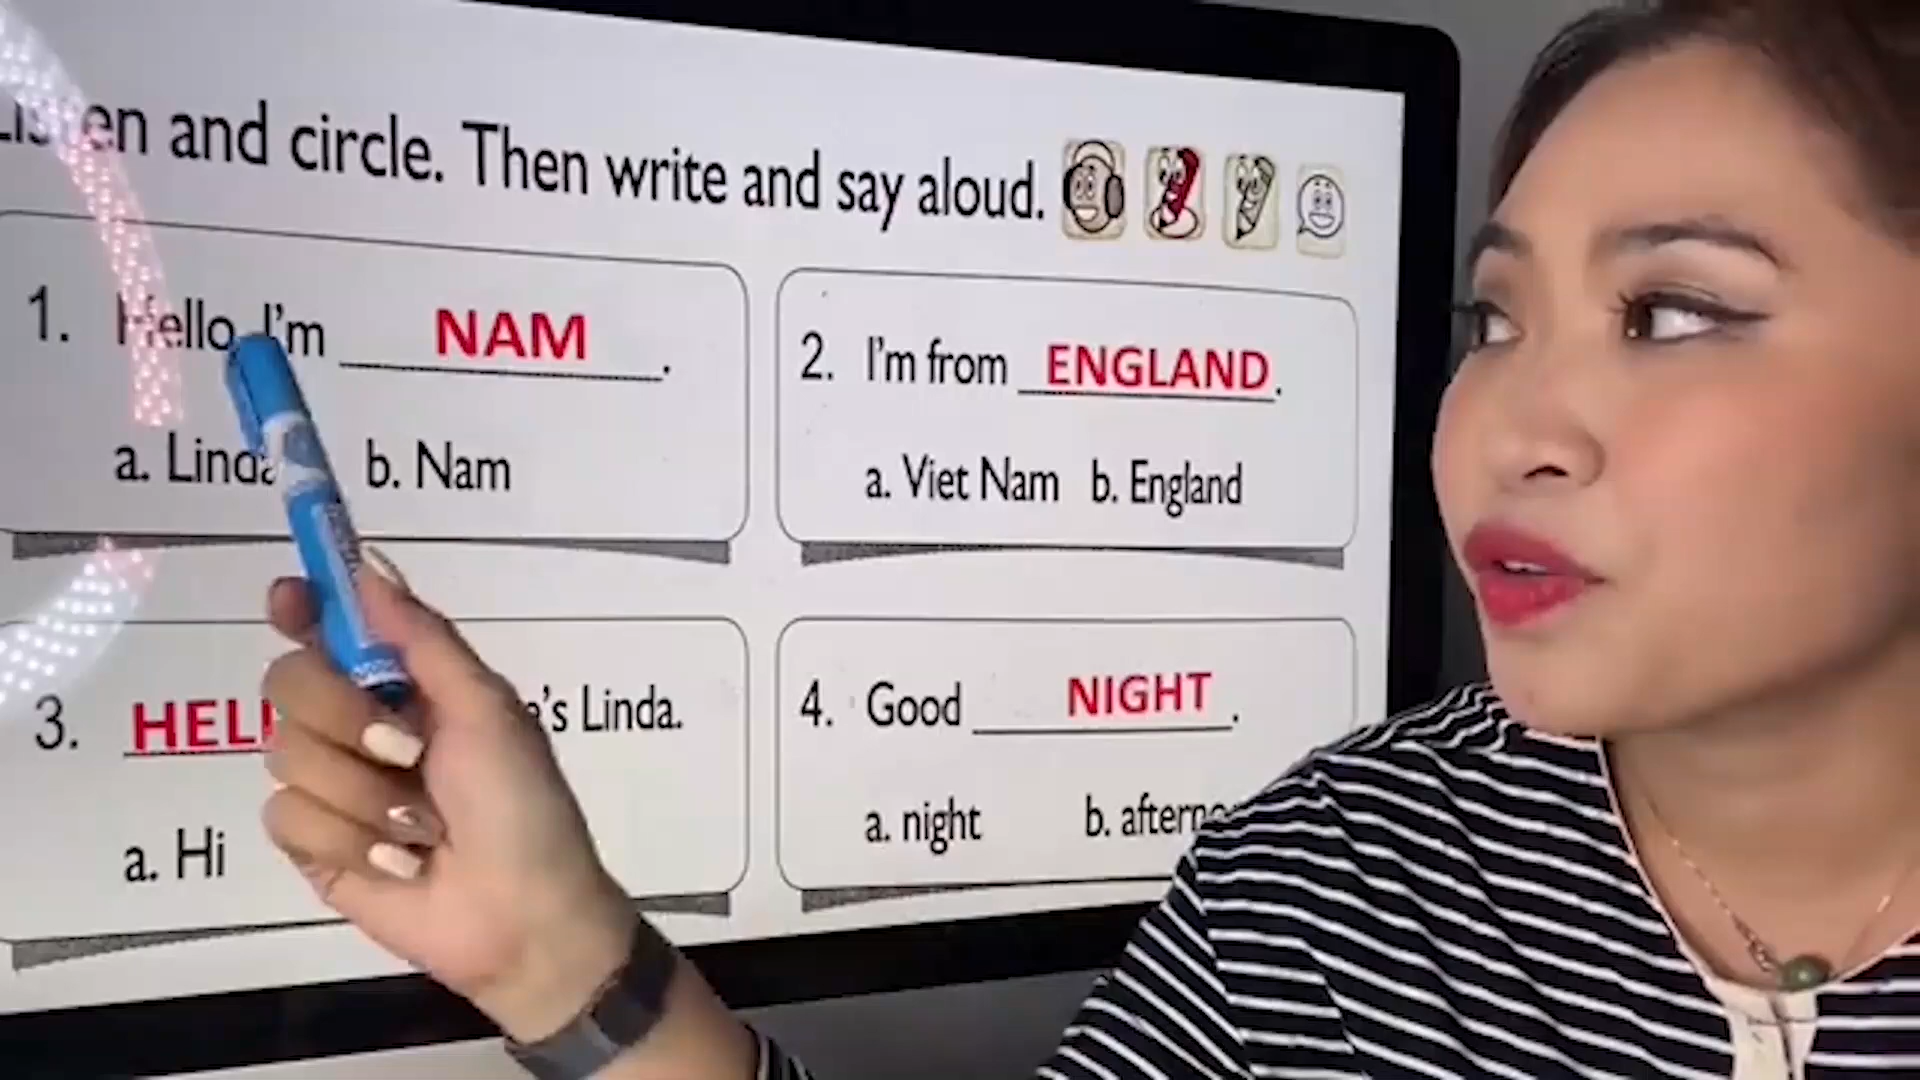 Listen and circle. Then write and say aloud.
1. Hello, I'm NAM.
a. Linda b. Nam
2. I'm from ENGLAND.
a. Viet Nam b. England
3. 's Linda.
a. Hi
4. Good NIGHT.
a. night b.